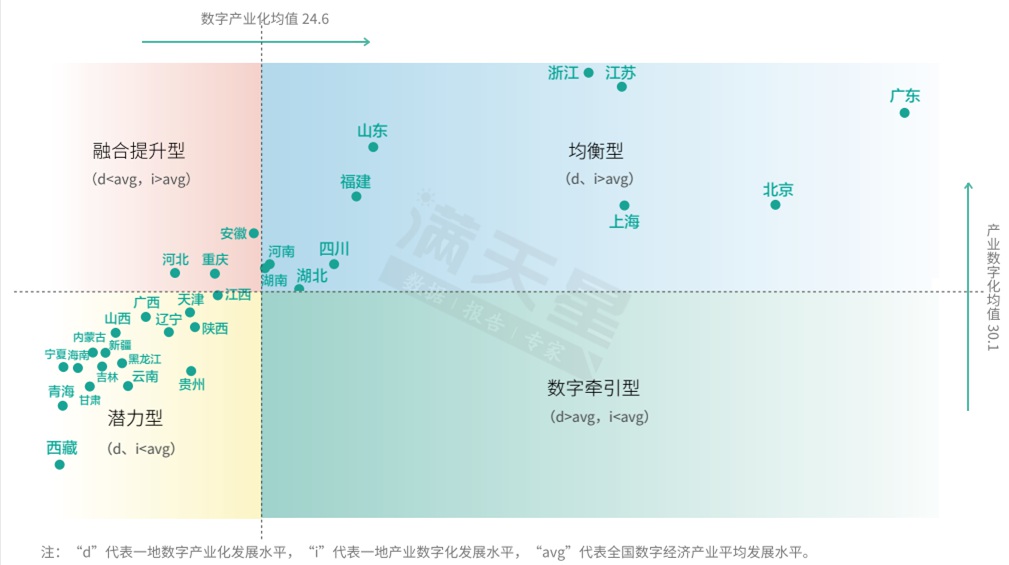 数字产业化均值 24.6
浙江
江苏
广东
山东
融合提升型
（d<avg，i>avg）
均衡型
（d、i>avg）
福建
北京
上海
安徽
河南
四川
河北
重庆
湖南
湖北
产业数字化均值 30.1
江西
广西
天津
山西
辽宁
陕西
内蒙古
新疆
宁夏
海南
黑龙江
吉林
云南
贵州
青海
甘肃
潜力型
（d、i<avg）
数字牵引型
（d>avg，i<avg）
西藏
满天星
数据|报告|专家
注：“d”代表一地数字产业化发展水平，“i”代表一地产业数字化发展水平，“avg”代表全国数字经济产业平均发展水平。